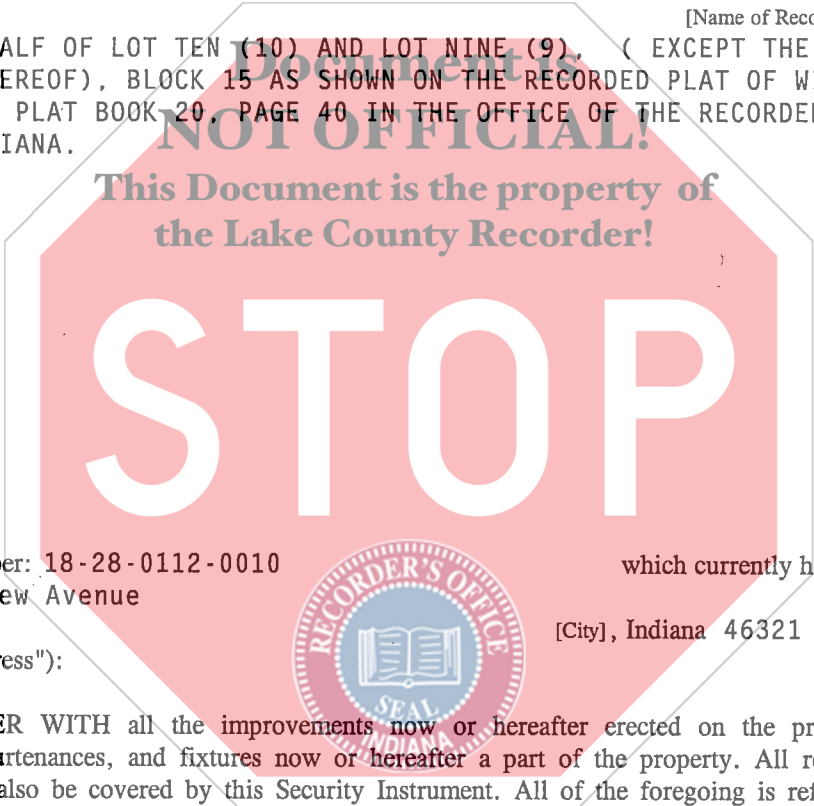 [Name of Reco
ALF OF LOT TEN (10) AND LOT NINE (9), ( EXCEPT THE
EREOF), BLOCK 15 AS SHOWN ON THE RECORDED PLAT OF W
PLAT BOOK 20, PAGE 40 IN THE OFFICE OF THE RECORDE
IANA.
Document is
NOT OFFICIAL!
This Document is the property of
the Lake County Recorder!
STOP
er: 18-28-0112-0010 which currently h
ew Avenue
[City], Indiana 46321
ress"):
RECORDER'S OFFICE
SEAL
INDIANA
ER WITH all the improvements now or hereafter erected on the pr
rtenances, and fixtures now or hereafter a part of the property. All r
also be covered by this Security Instrument. All of the foregoing is ref